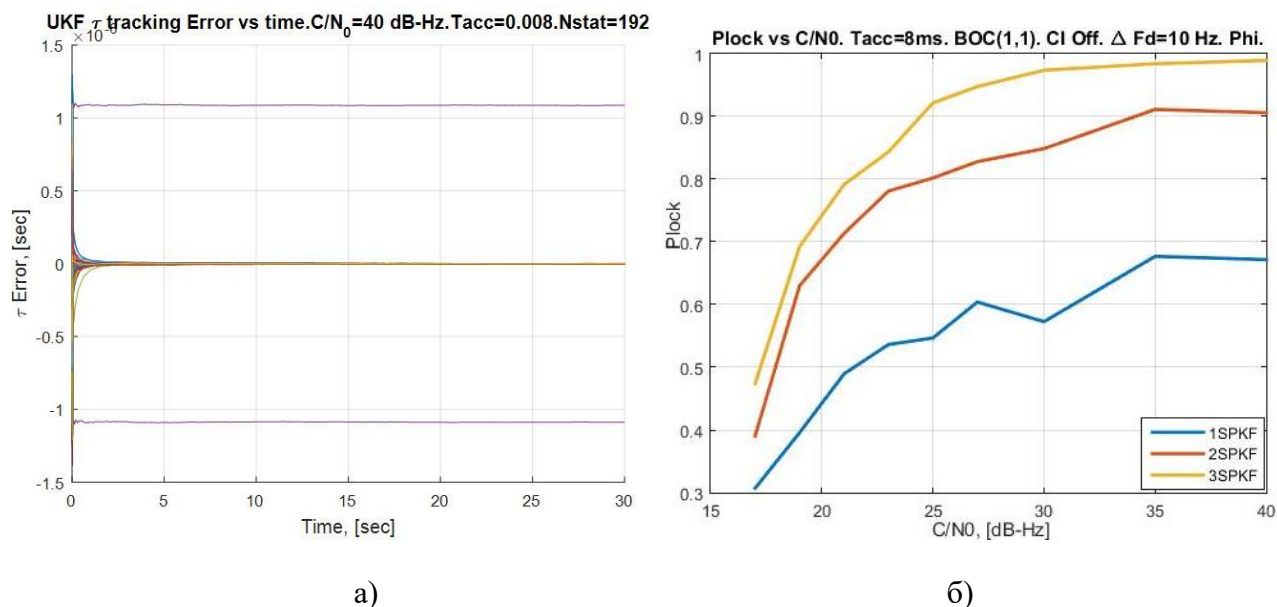 UKF τ tracking Error vs time.C/N0=40 dB-Hz.Tacc=0.008.Nstat=192
1.5
1
0.5
0
-0.5
-1
-1.5
τ Error, [sec]
0
5
10
15
20
25
30
Time, [sec]
а)
Plock vs C/N0. Tacc=8ms. BOC(1,1). CI Off. Δ Fd=10 Hz. Phi.
1
0.9
0.8
0.7
0.6
0.5
0.4
0.3
Plock
15
20
25
30
35
40
C/N0, [dB-Hz]
1SPKF
2SPKF
3SPKF
б)